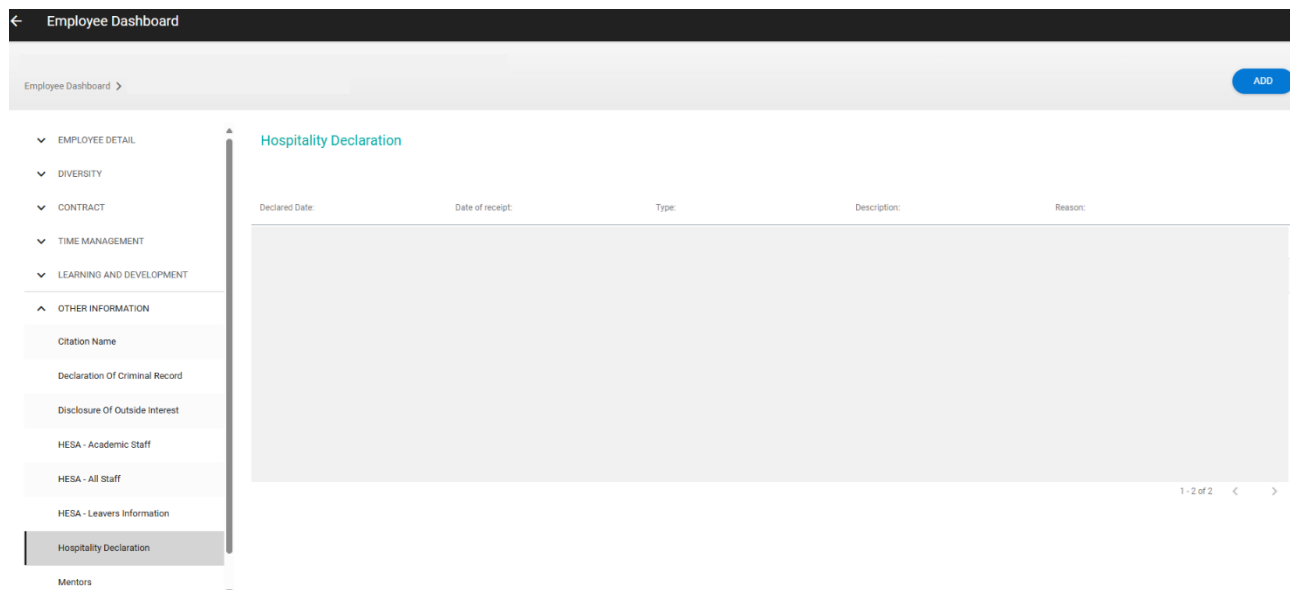 Employee Dashboard
Employee Dashboard
ADD
EMPLOYEE DETAIL
DIVERSITY
CONTRACT
TIME MANAGEMENT
LEARNING AND DEVELOPMENT
OTHER INFORMATION
Citation Name
Declaration Of Criminal Record
Disclosure Of Outside Interest
HESA - Academic Staff
HESA - All Staff
HESA - Leavers Information
Hospitality Declaration
Mentors
Hospitality Declaration
Declared Date: Date of receipt: Type: Description: Reason:
1 - 2 of 2